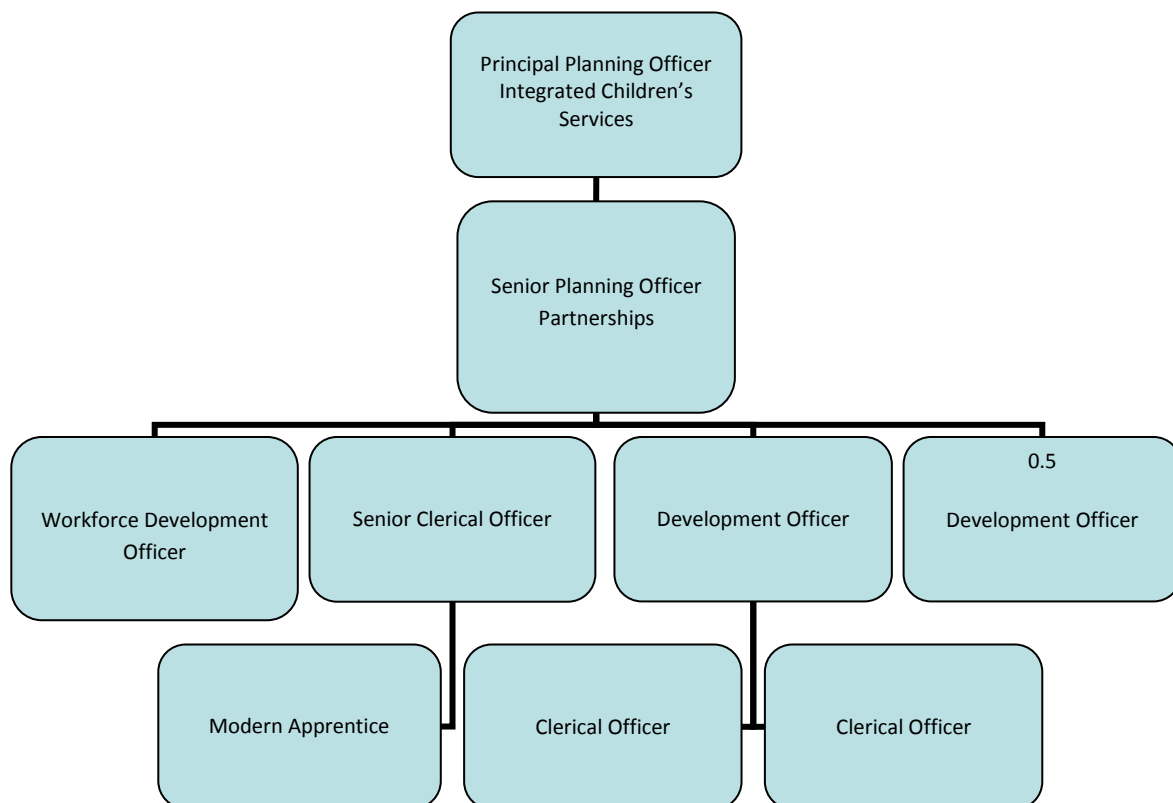 Principal Planning Officer
Integrated Children’s
Services
Senior Planning Officer
Partnerships
Workforce Development
Officer
Senior Clerical Officer
Development Officer
0.5
Development Officer
Modern Apprentice
Clerical Officer
Clerical Officer